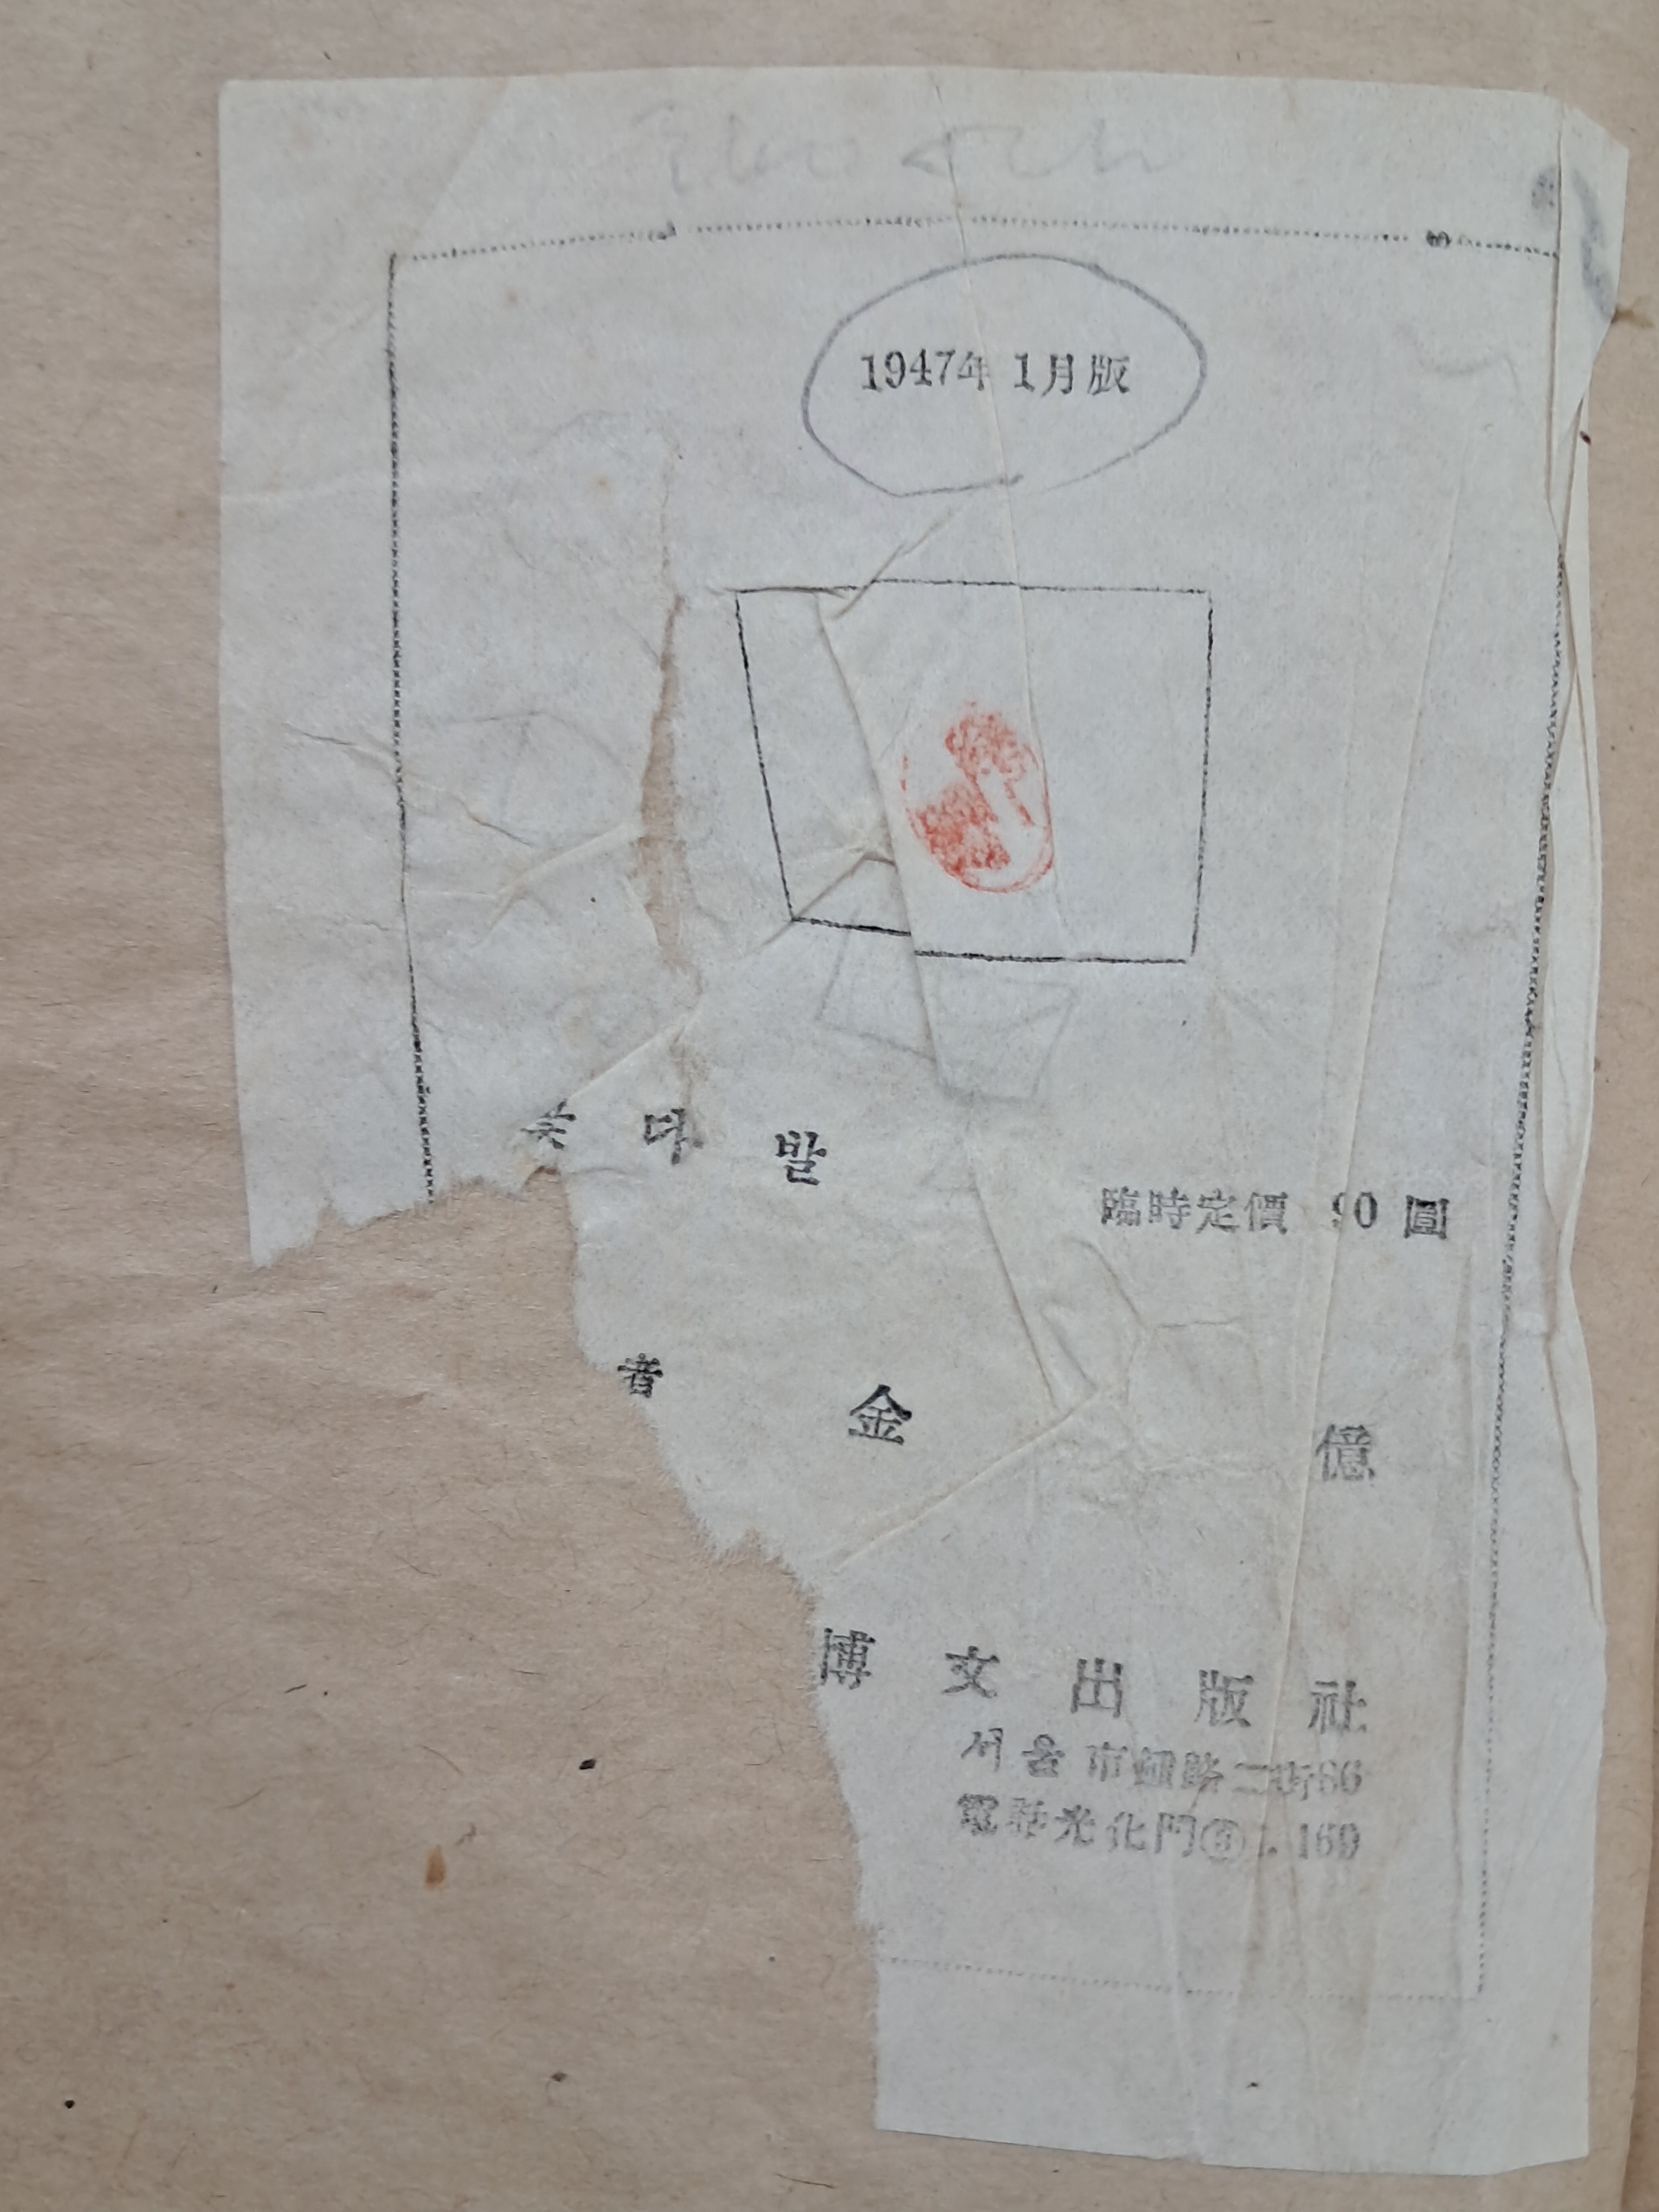 1947年 1月版
꽃다발
臨時定價 90 圓
者 金 億
博文出版社
서울市鍾路二街86
電話光化門③ 169